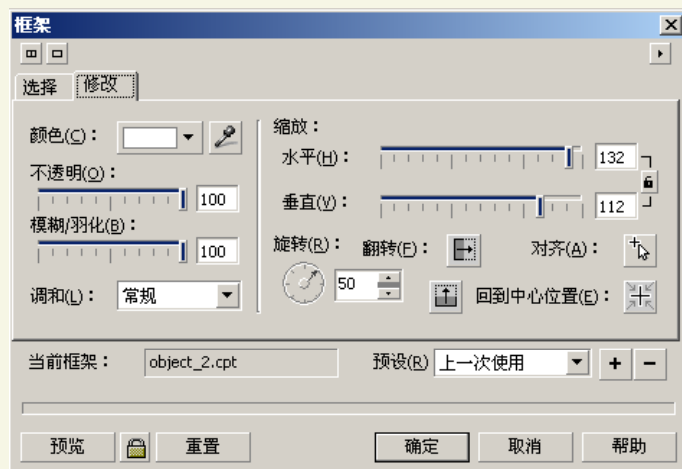 框架
选择 修改
颜色(C)：
不透明(O)：
100
模糊/羽化(B)：
100
调和(L)： 常规
缩放：
水平(H)： 132
垂直(V)： 112
旋转(R)： 翻转(F)： 对齐(A)：
50
回到中心位置(E)：
当前框架： object_2.cpt 预设(R) 上一次使用
预览 重置 确定 取消 帮助